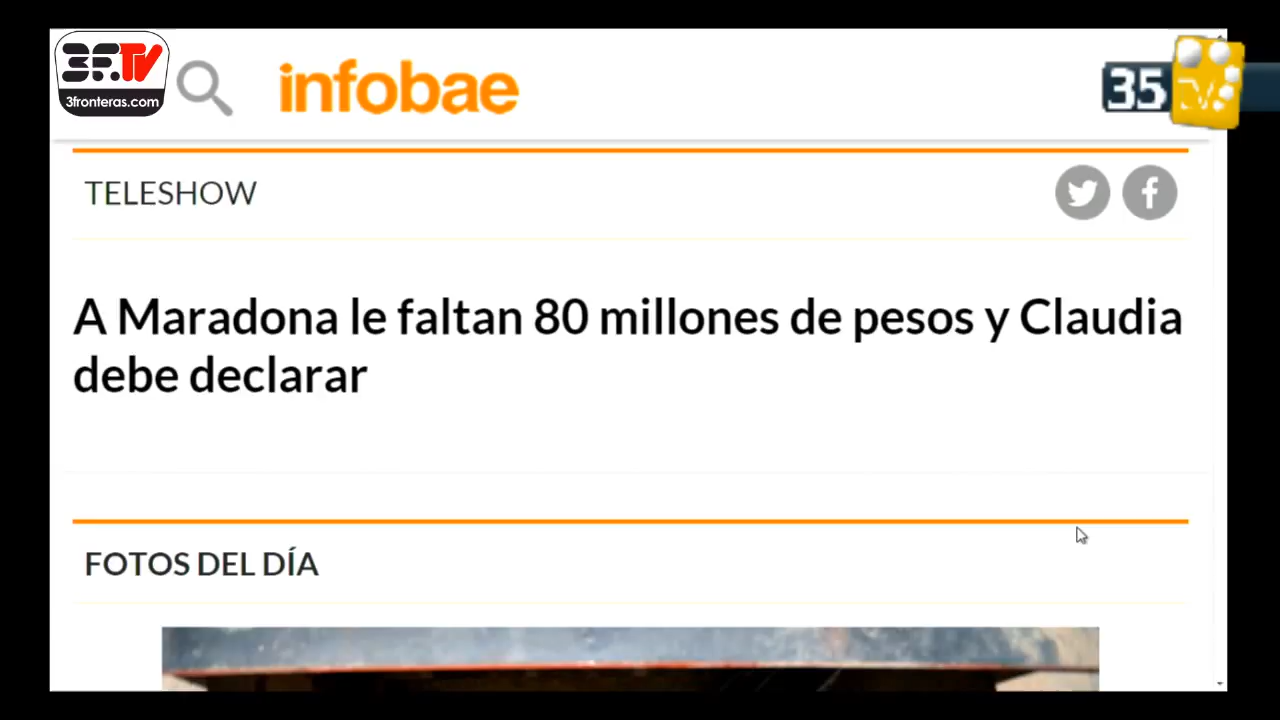 3F.TV
3fronteras.com
infobae
35
TELESHOW
A Maradona le faltan 80 millones de pesos y Claudia
debe declarar
FOTOS DEL DÍA